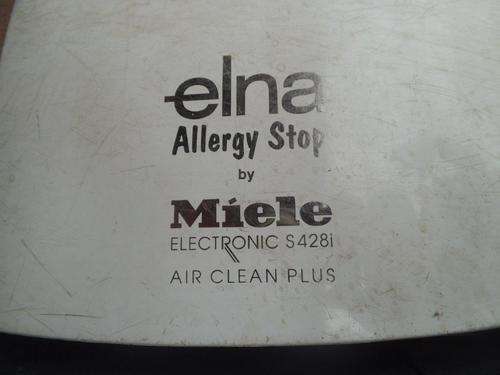 elna
Allergy Stop
by
Miele
ELECTRONIC S428i
AIR CLEAN PLUS